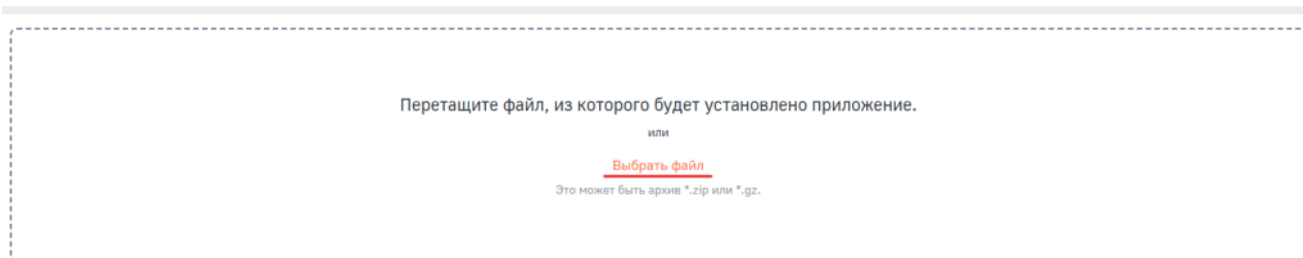 Перетащите файл, из которого будет установлено приложение.
или
Выбрать файл
Это может быть архив *.zip или *.gz.